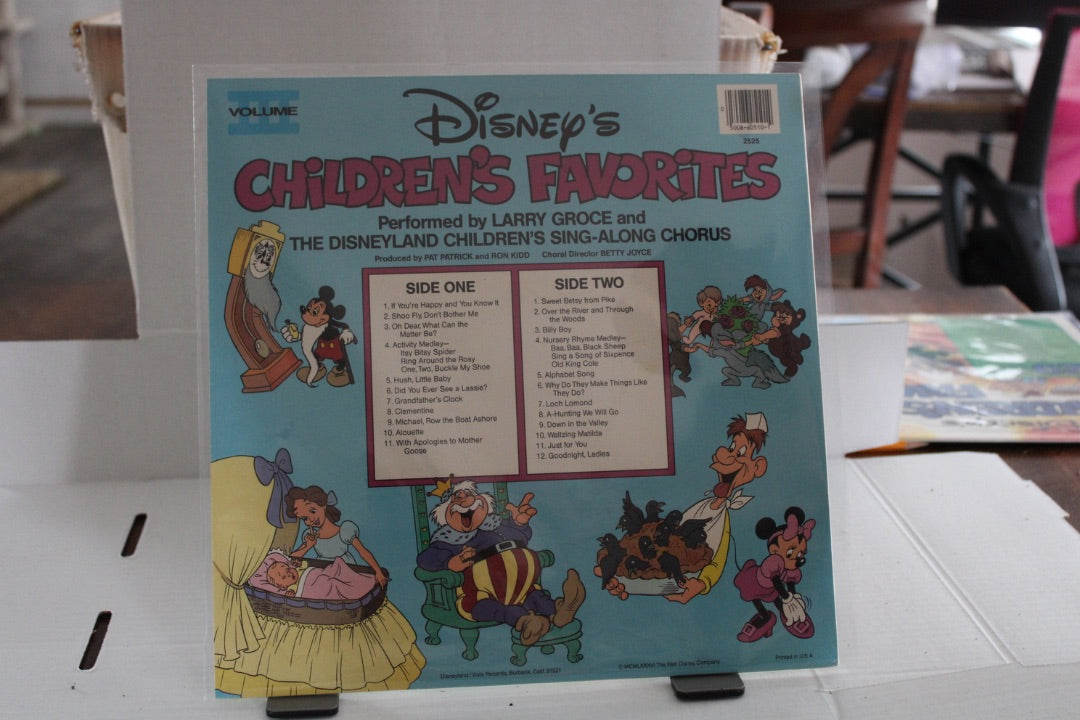 VOLUME
III
DISNEY'S
CHILDREN'S FAVORITES
Performed by LARRY GROCE and
THE DISNEYLAND CHILDREN'S SING-ALONG CHORUS
Produced by PAT PATRICK and RON KIDD Choral Director BETTY JOYCE
2525
SIDE ONE
1. If You're Happy and You Know It
2. Shoo Fly, Don't Bother Me
3. Oh Dear, What Can the
Matter Be?
4. Activity Medley—
Itsy Bitsy Spider
Ring Around the Rosy
One, Two, Buckle My Shoe
5. Hush, Little Baby
6. Did You Ever See a Lassie?
7. Grandfather's Clock
8. Clementine
9. Michael, Row the Boat Ashore
10. Alouette
11. With Apologies to Mother
Goose
SIDE TWO
1. Sweet Betsy from Pike
2. Over the River and Through
the Woods
3. Billy Boy
4. Nursery Rhyme Medley—
Baa, Baa, Black Sheep
Sing a Song of Sixpence
Old King Cole
5. Alphabet Song
6. Why Do They Make Things Like
They Do?
7. Loch Lomond
8. A-Hunting We Will Go
9. Down in the Valley
10. Waltzing Matilda
11. Just for You
12. Goodnight, Ladies
Disneyland/Vista Records, Burbank, Calif. 91521
© MCMLXXXVI The Walt Disney Company
Printed in U.S.A.